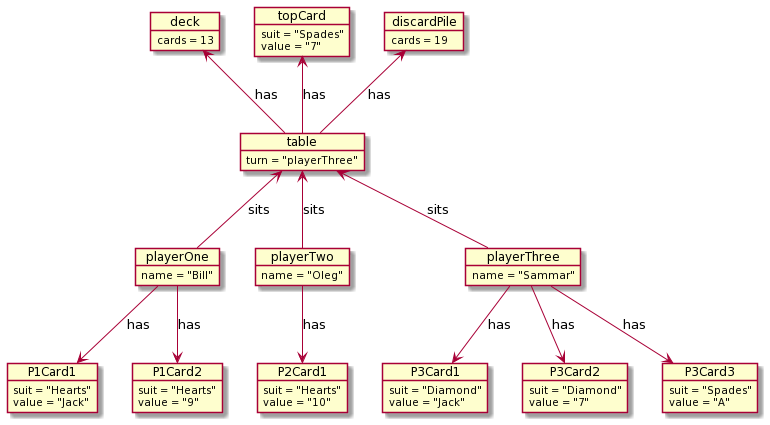 deck
cards = 13
topCard
suit = "Spades"
value = "7"
discardPile
cards = 19
has
has
has
table
turn = "playerThree"
sits
sits
sits
playerOne
name = "Bill"
playerTwo
name = "Oleg"
playerThree
name = "Sammar"
has
has
has
has
has
has
P1Card1
suit = "Hearts"
value = "Jack"
P1Card2
suit = "Hearts"
value = "9"
P2Card1
suit = "Hearts"
value = "10"
P3Card1
suit = "Diamond"
value = "Jack"
P3Card2
suit = "Diamond"
value = "7"
P3Card3
suit = "Spades"
value = "A"